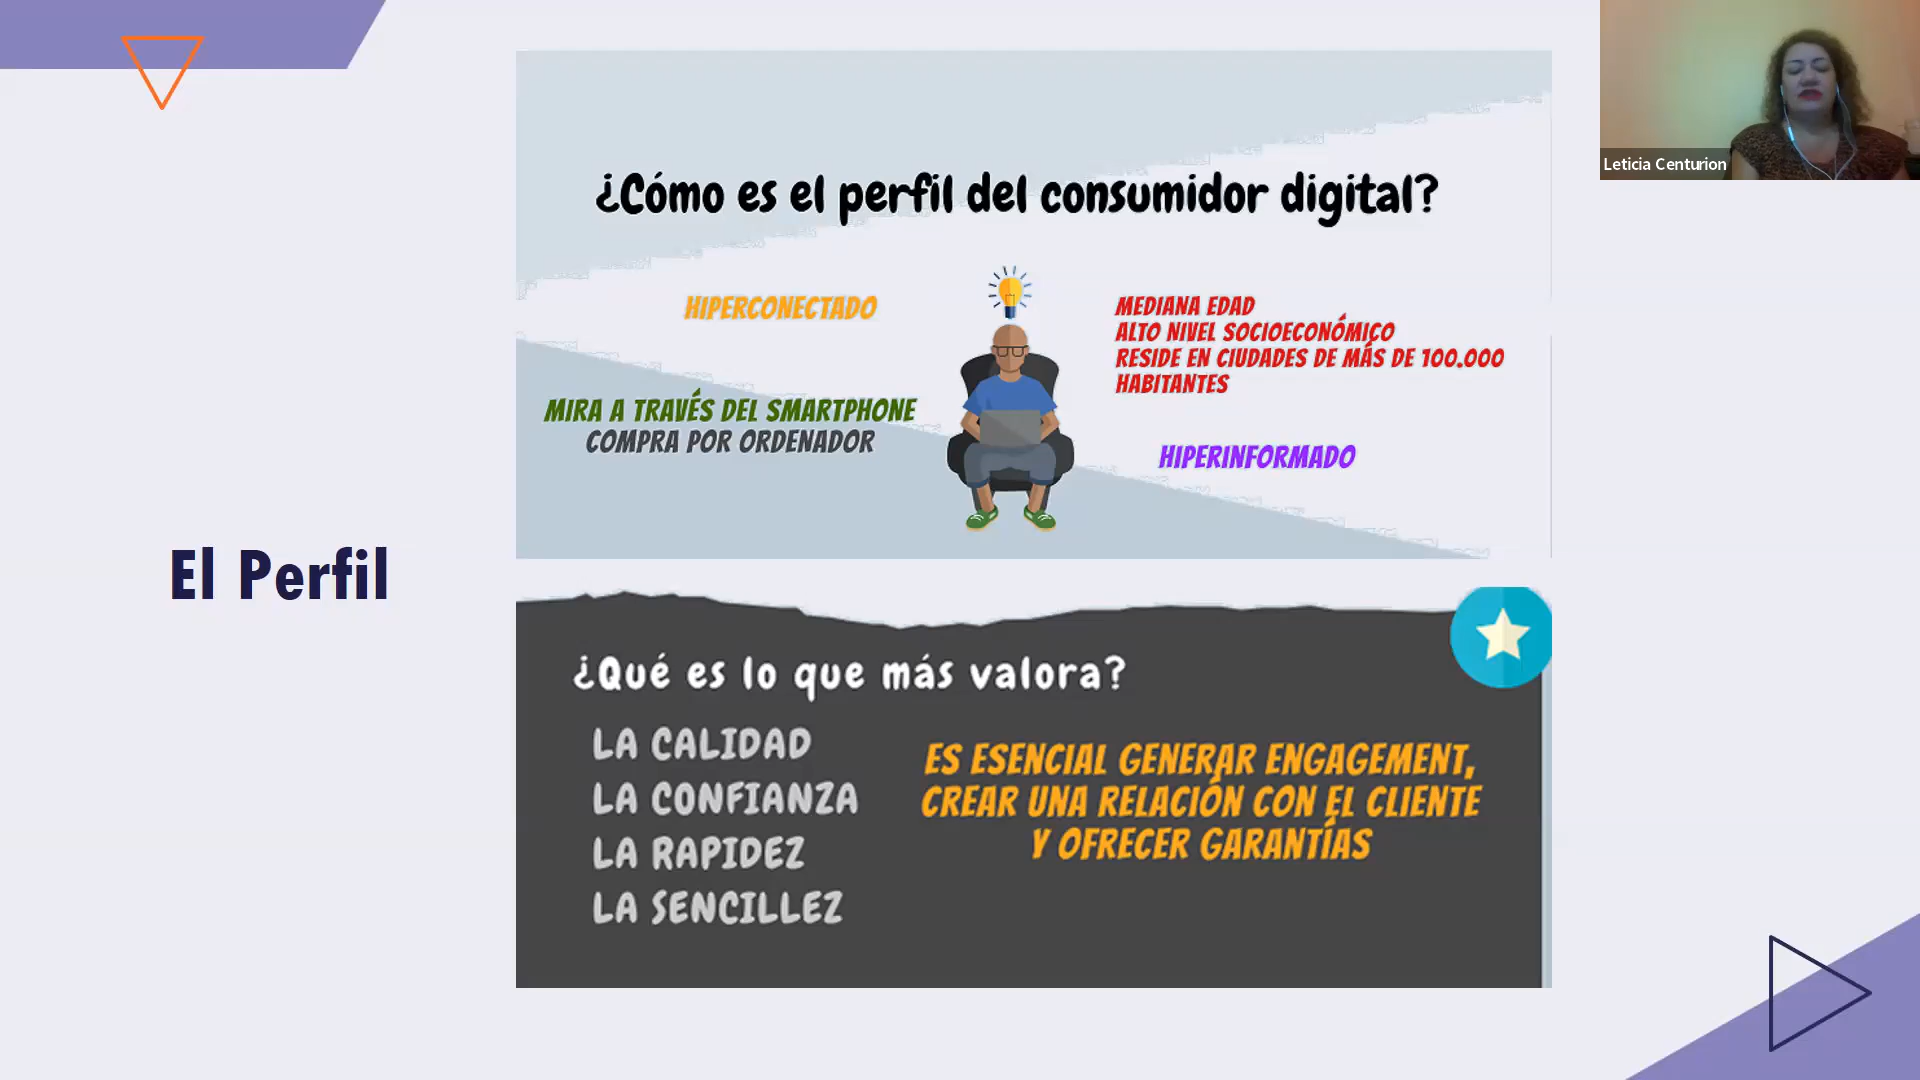 Leticia Centurion
¿Cómo es el perfil del consumidor digital?
HIPERCONECTADO
MEDIANA EDAD
ALTO NIVEL SOCIOECONÓMICO
RESIDE EN CIUDADES DE MÁS DE 100.000
HABITANTES
MIRA A TRAVÉS DEL SMARTPHONE
COMPRA POR ORDENADOR
HIPERINFORMADO
El Perfil
¿Qué es lo que más valora?
LA CALIDAD
LA CONFIANZA
LA RAPIDEZ
LA SENCILLEZ
ES ESENCIAL GENERAR ENGAGEMENT,
CREAR UNA RELACIÓN CON EL CLIENTE
Y OFRECER GARANTÍAS